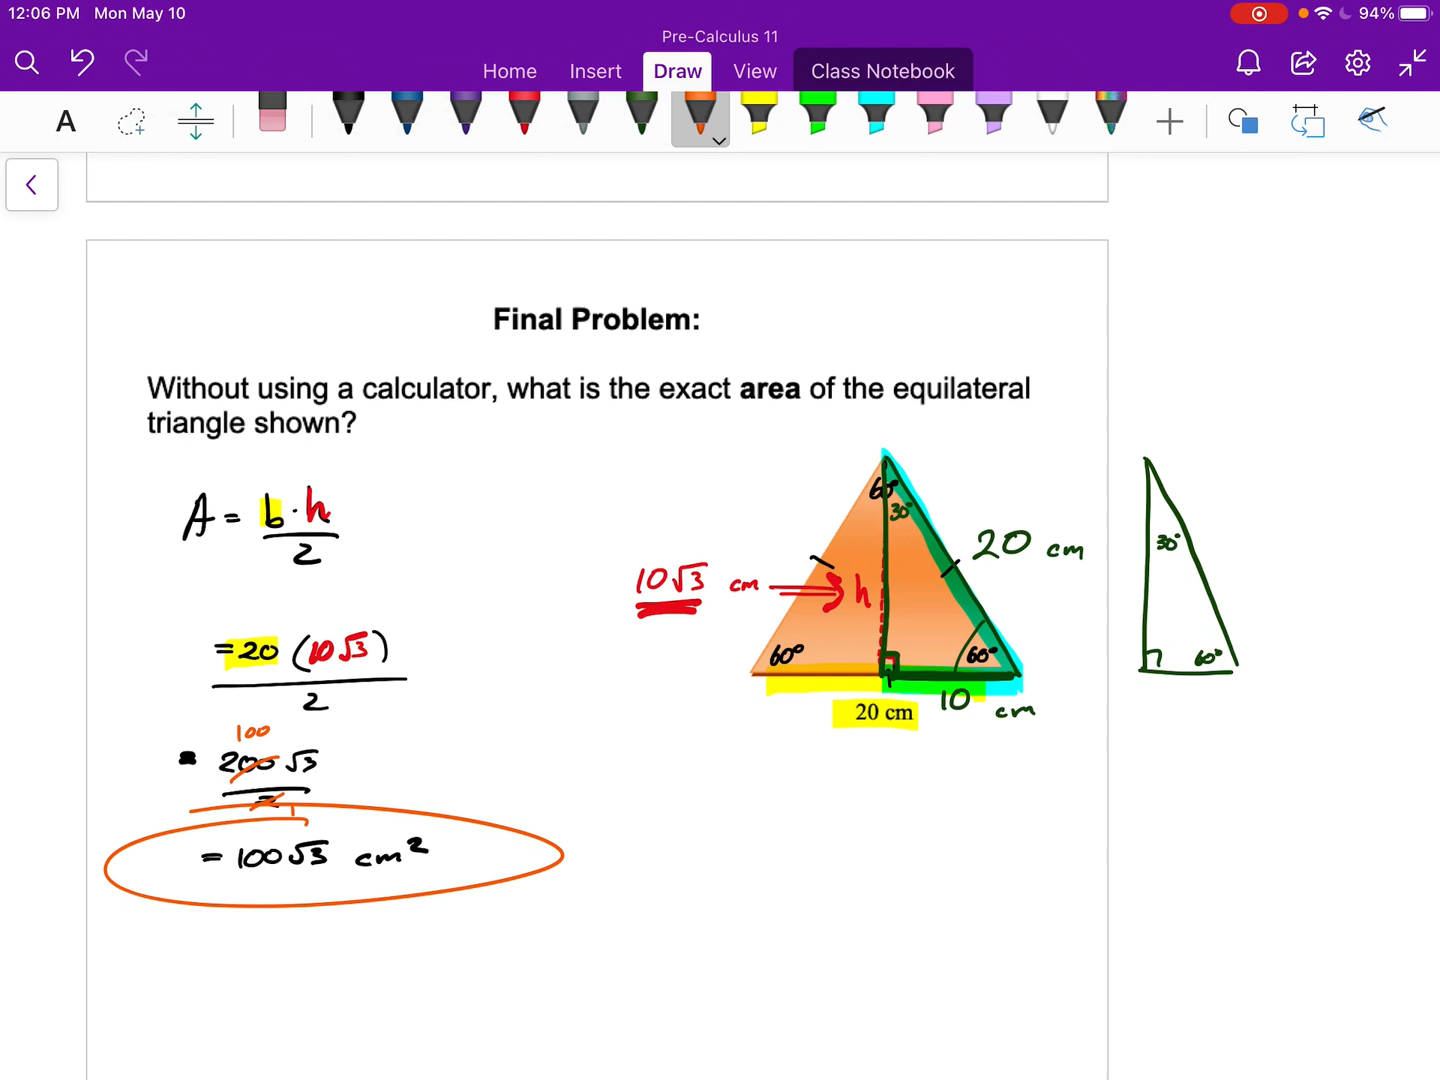 12:06 PM Mon May 10
94%
Pre-Calculus 11
Home Insert Draw View Class Notebook
A
Final Problem:
Without using a calculator, what is the exact area of the equilateral
triangle shown?
A = b · h
2
= 20 (10√3)
2
100
200 √3
2
1
= 100√3 cm²
60°
30°
20 cm
10√3 cm
h
60°
60°
20 cm
10 cm
30°
60°